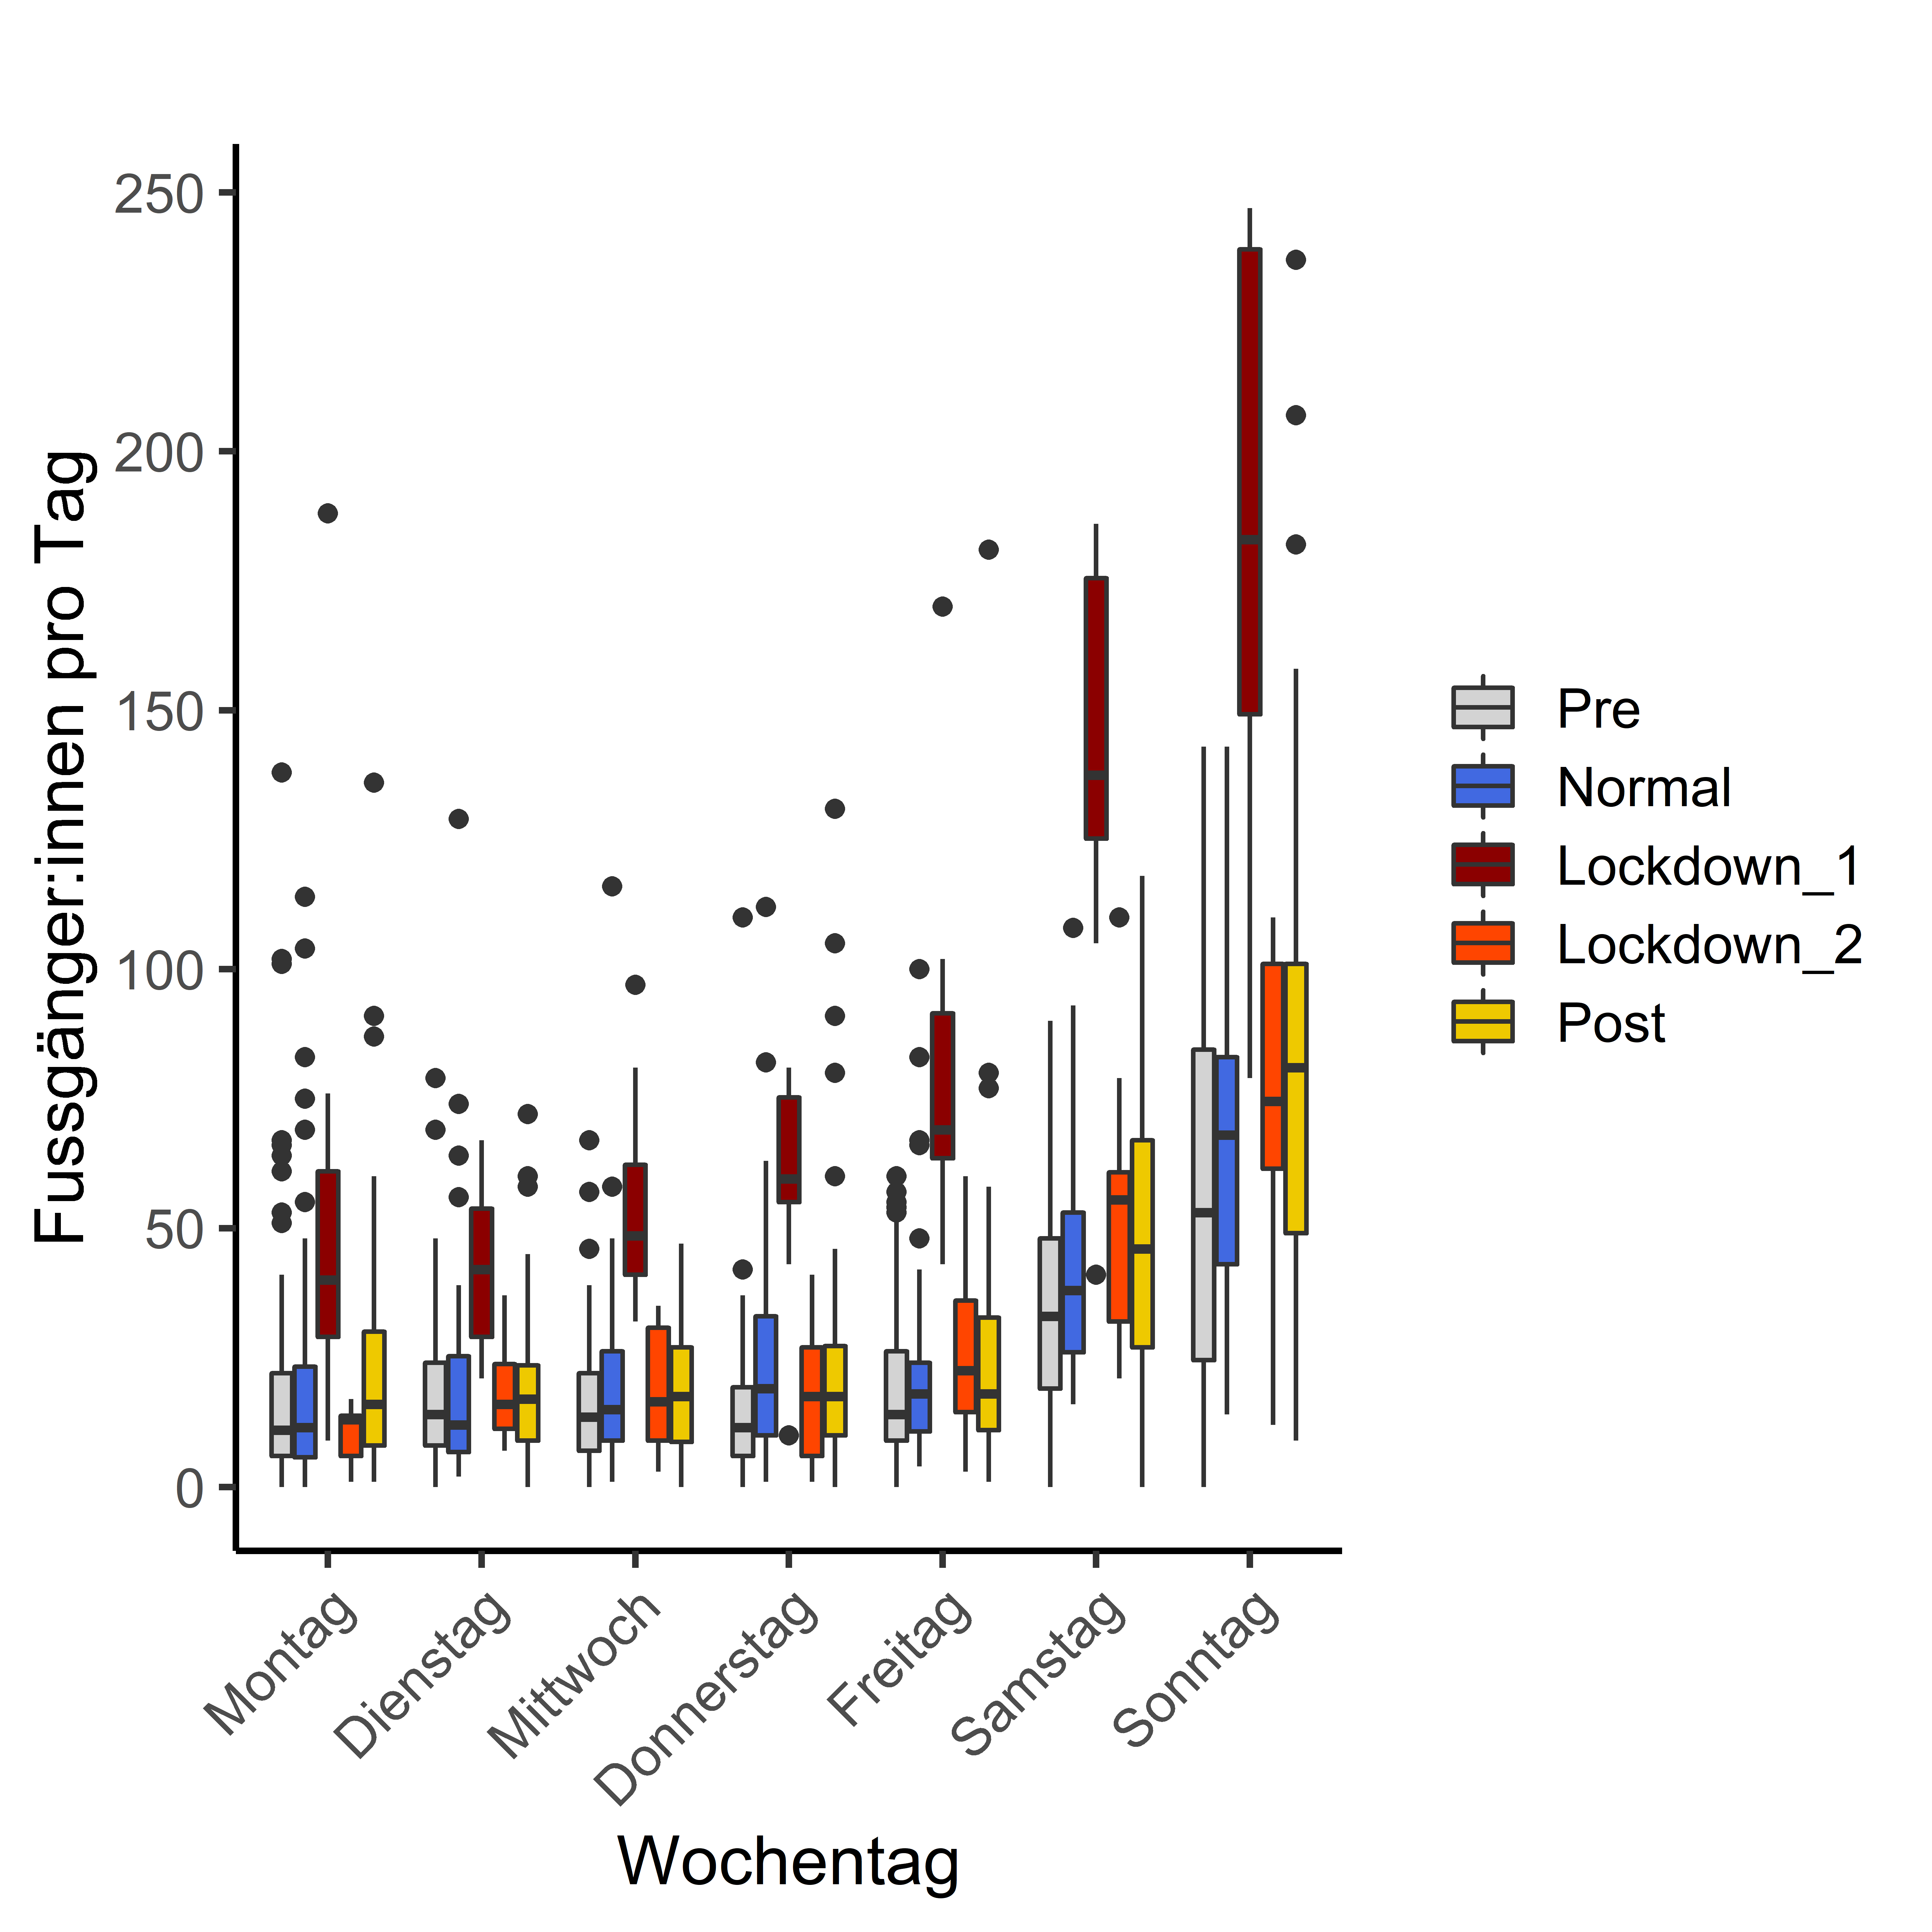 Fussgänger:innen pro Tag
250
200
150
100
50
0
Montag
Dienstag
Mittwoch
Donnerstag
Freitag
Samstag
Sonntag
Wochentag
Pre
Normal
Lockdown_1
Lockdown_2
Post